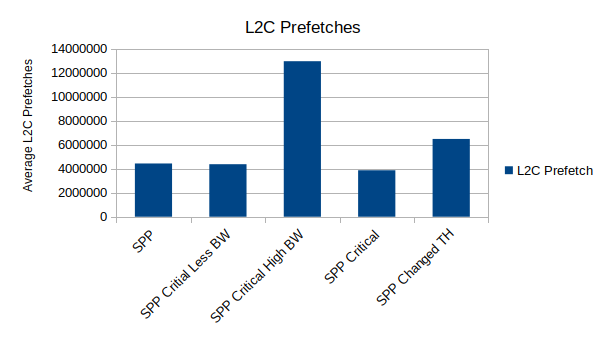 L2C Prefetches
Average L2C Prefetches
14000000
12000000
10000000
8000000
6000000
4000000
2000000
0
SPP
SPP Critial Less BW
SPP Critical High BW
SPP Critical
SPP Changed TH
L2C Prefetch